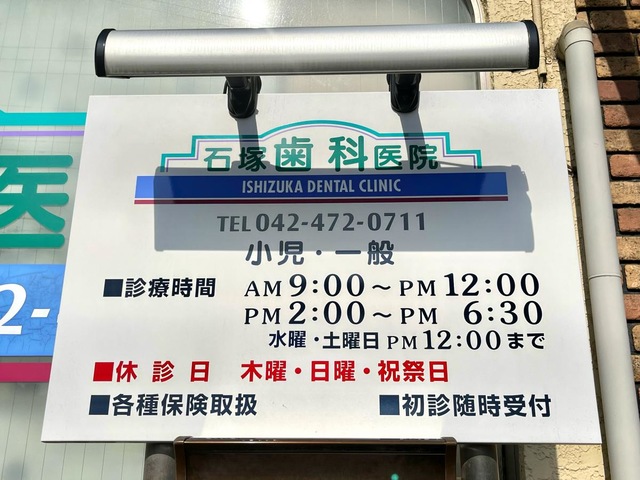 石塚歯科医院
ISHIZUKA DENTAL CLINIC
TEL 042-472-0711
小児・一般
■診療時間 AM 9:00～PM 12:00
PM 2:00～PM 6:30
水曜・土曜日 PM 12:00まで
■休診日 木曜・日曜・祝祭日
■各種保険取扱 ■初診随時受付
医
2-